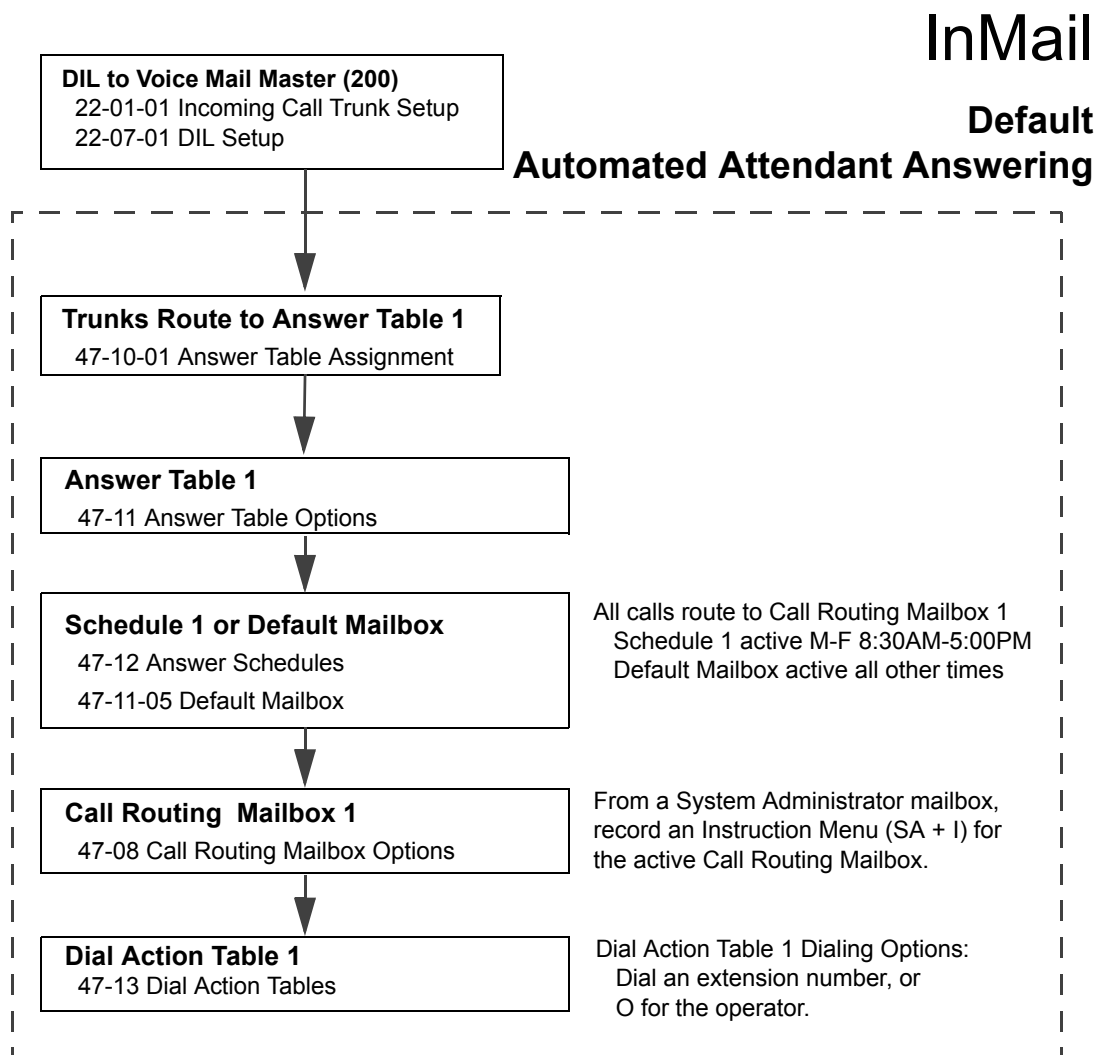 InMail
Default
Automated Attendant Answering
DIL to Voice Mail Master (200)
22-01-01 Incoming Call Trunk Setup
22-07-01 DIL Setup
Trunks Route to Answer Table 1
47-10-01 Answer Table Assignment
Answer Table 1
47-11 Answer Table Options
Schedule 1 or Default Mailbox
47-12 Answer Schedules
47-11-05 Default Mailbox
All calls route to Call Routing Mailbox 1
Schedule 1 active M-F 8:30AM-5:00PM
Default Mailbox active all other times
Call Routing Mailbox 1
47-08 Call Routing Mailbox Options
From a System Administrator mailbox,
record an Instruction Menu (SA + I) for
the active Call Routing Mailbox.
Dial Action Table 1
47-13 Dial Action Tables
Dial Action Table 1 Dialing Options:
Dial an extension number, or
O for the operator.